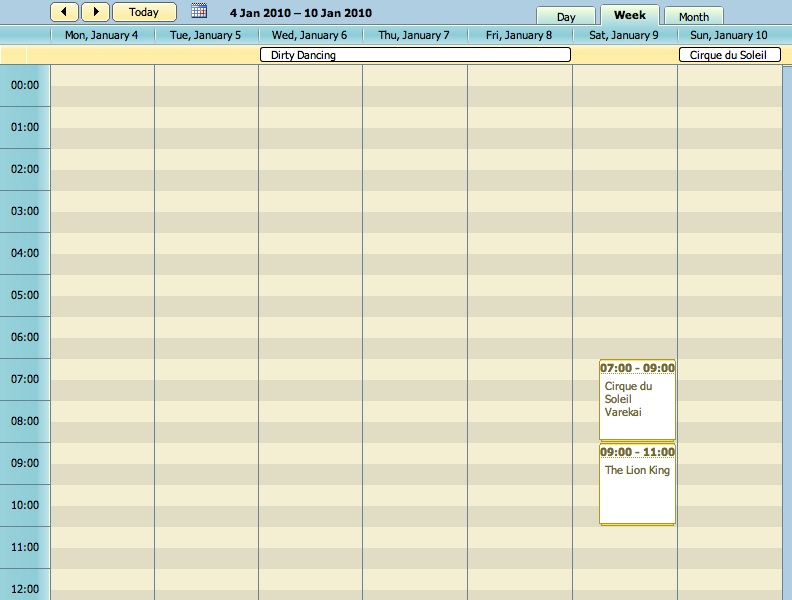 Today
4 Jan 2010 – 10 Jan 2010
Day
Week
Month
Mon, January 4
Tue, January 5
Wed, January 6
Thu, January 7
Fri, January 8
Sat, January 9
Sun, January 10
Dirty Dancing
Cirque du Soleil
00:00
01:00
02:00
03:00
04:00
05:00
06:00
07:00
08:00
09:00
10:00
11:00
12:00
07:00 - 09:00
Cirque du
Soleil
Varekai
09:00 - 11:00
The Lion King